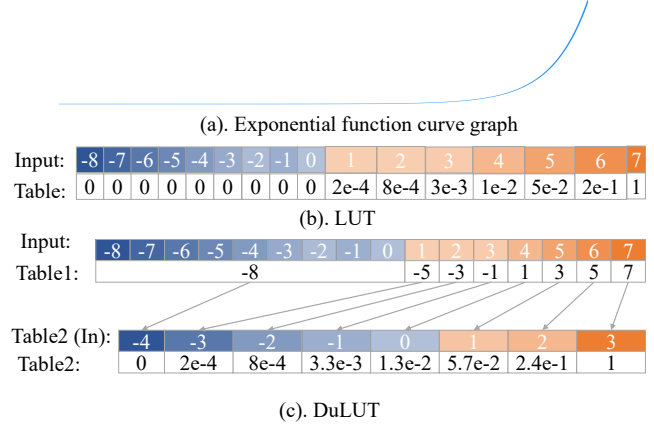 (a). Exponential function curve graph
Input: -8 -7 -6 -5 -4 -3 -2 -1 0 1 2 3 4 5 6 7
Table: 0 0 0 0 0 0 0 0 0 2e-4 8e-4 3e-3 1e-2 5e-2 2e-1 1
(b). LUT
Input: -8 -7 -6 -5 -4 -3 -2 -1 0 1 2 3 4 5 6 7
Table1: -8 -5 -3 -1 1 3 5 7
Table2 (In): -4 -3 -2 -1 0 1 2 3
Table2: 0 2e-4 8e-4 3.3e-3 1.3e-2 5.7e-2 2.4e-1 1
(c). DuLUT